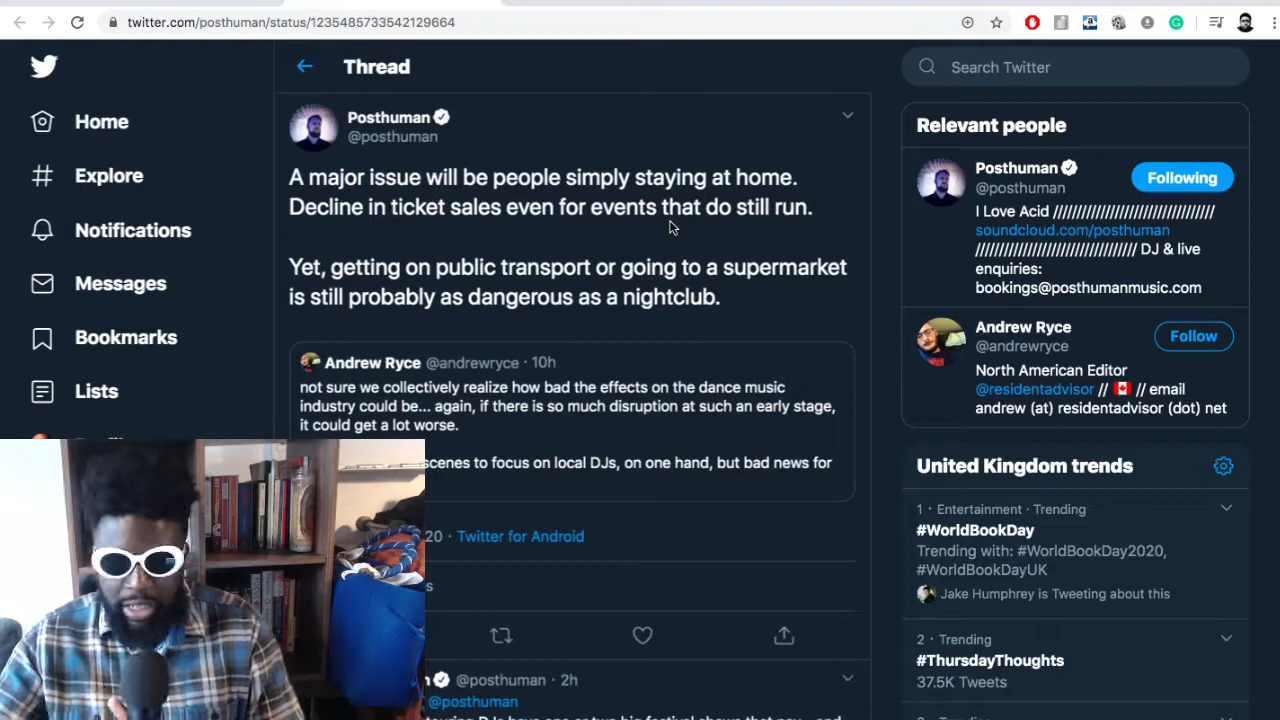 twitter.com/posthuman/status/1235485733542129664
Home
Explore
Notifications
Messages
Bookmarks
Lists
Thread
Posthuman
@posthuman
A major issue will be people simply staying at home.
Decline in ticket sales even for events that do still run.
Yet, getting on public transport or going to a supermarket
is still probably as dangerous as a nightclub.
Andrew Ryce @andrewryce · 10h
not sure we collectively realize how bad the effects on the dance music
industry could be... again, if there is so much disruption at such an early stage,
it could get a lot worse.
scenes to focus on local DJs, on one hand, but bad news for
20 · Twitter for Android
@posthuman · 2h
@posthuman
Search Twitter
Relevant people
Posthuman
@posthuman
Following
I Love Acid //////////////////////////////////
soundcloud.com/posthuman
////////////////////////////////// DJ & live
enquiries:
bookings@posthumanmusic.com
Andrew Ryce
@andrewryce
Follow
North American Editor
@residentadvisor // 🇨🇦 // email
andrew (at) residentadvisor (dot) net
United Kingdom trends
1 · Entertainment · Trending
#WorldBookDay
Trending with: #WorldBookDay2020,
#WorldBookDayUK
Jake Humphrey is Tweeting about this
2 · Trending
#ThursdayThoughts
37.5K Tweets